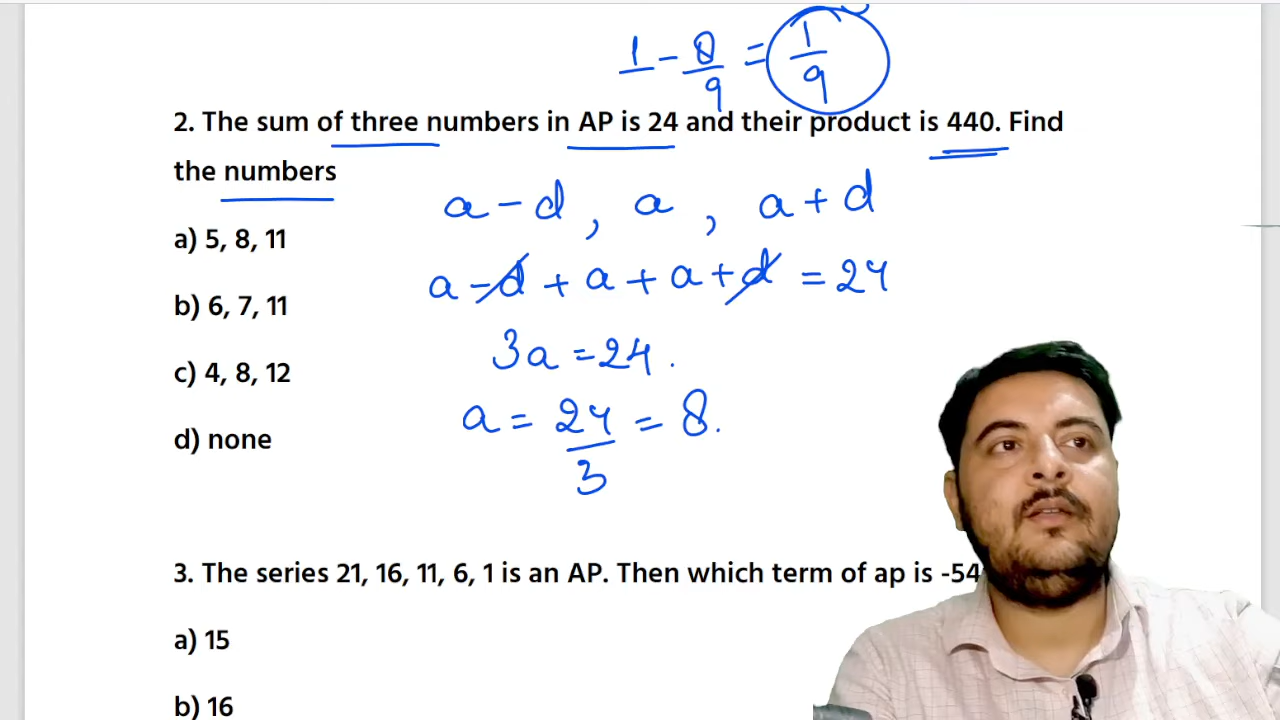 1 - 8/9 = 1/9
2. The sum of three numbers in AP is 24 and their product is 440. Find
the numbers
a - d , a , a + d
a) 5, 8, 11
a - d + a + a + d = 24
b) 6, 7, 11
3a = 24.
c) 4, 8, 12
a = 24/3 = 8.
d) none
3. The series 21, 16, 11, 6, 1 is an AP. Then which term of ap is -54
a) 15
b) 16